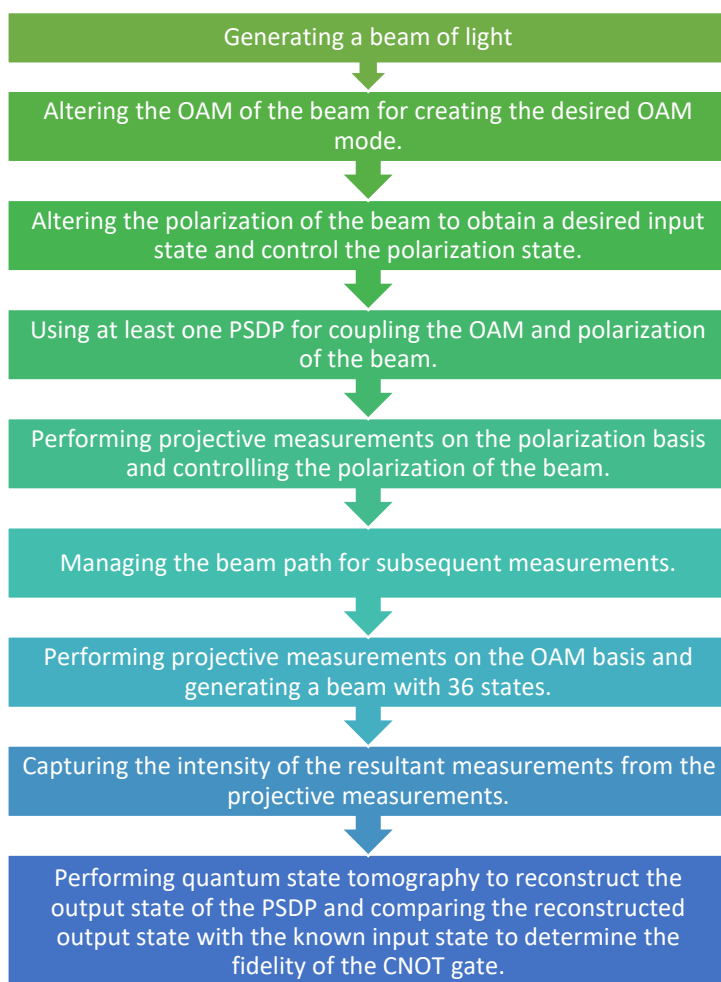 Generating a beam of light
Altering the OAM of the beam for creating the desired OAM
mode.
Altering the polarization of the beam to obtain a desired input
state and control the polarization state.
Using at least one PSDP for coupling the OAM and polarization
of the beam.
Performing projective measurements on the polarization basis
and controlling the polarization of the beam.
Managing the beam path for subsequent measurements.
Performing projective measurements on the OAM basis and
generating a beam with 36 states.
Capturing the intensity of the resultant measurements from the
projective measurements.
Performing quantum state tomography to reconstruct the
output state of the PSDP and comparing the reconstructed
output state with the known input state to determine the
fidelity of the CNOT gate.